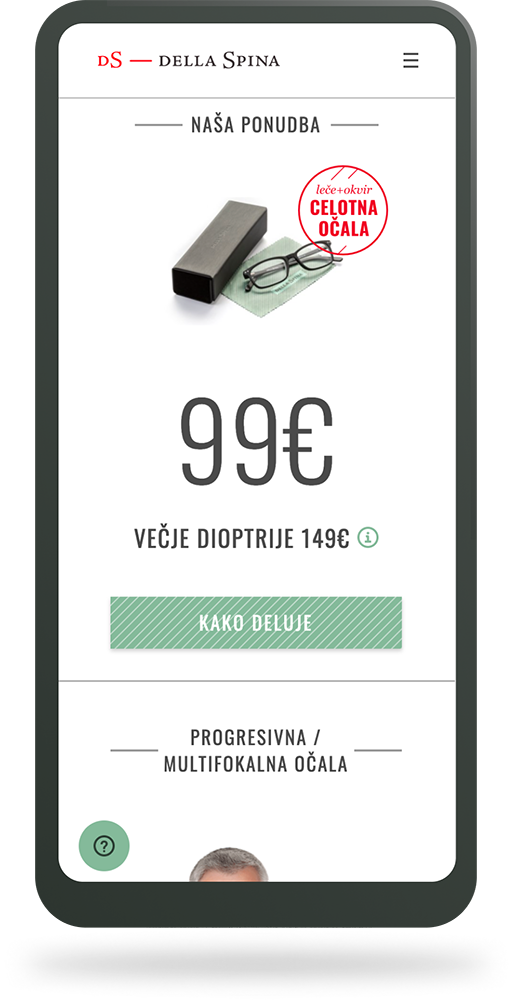 DS — DELLA SPINA
NAŠA PONUDBA
leče+okvir
CELOTNA
OČALA
99€
VEČJE DIOPTRIJE 149€
KAKO DELUJE
PROGRESIVNA /
MULTIFOKALNA OČALA